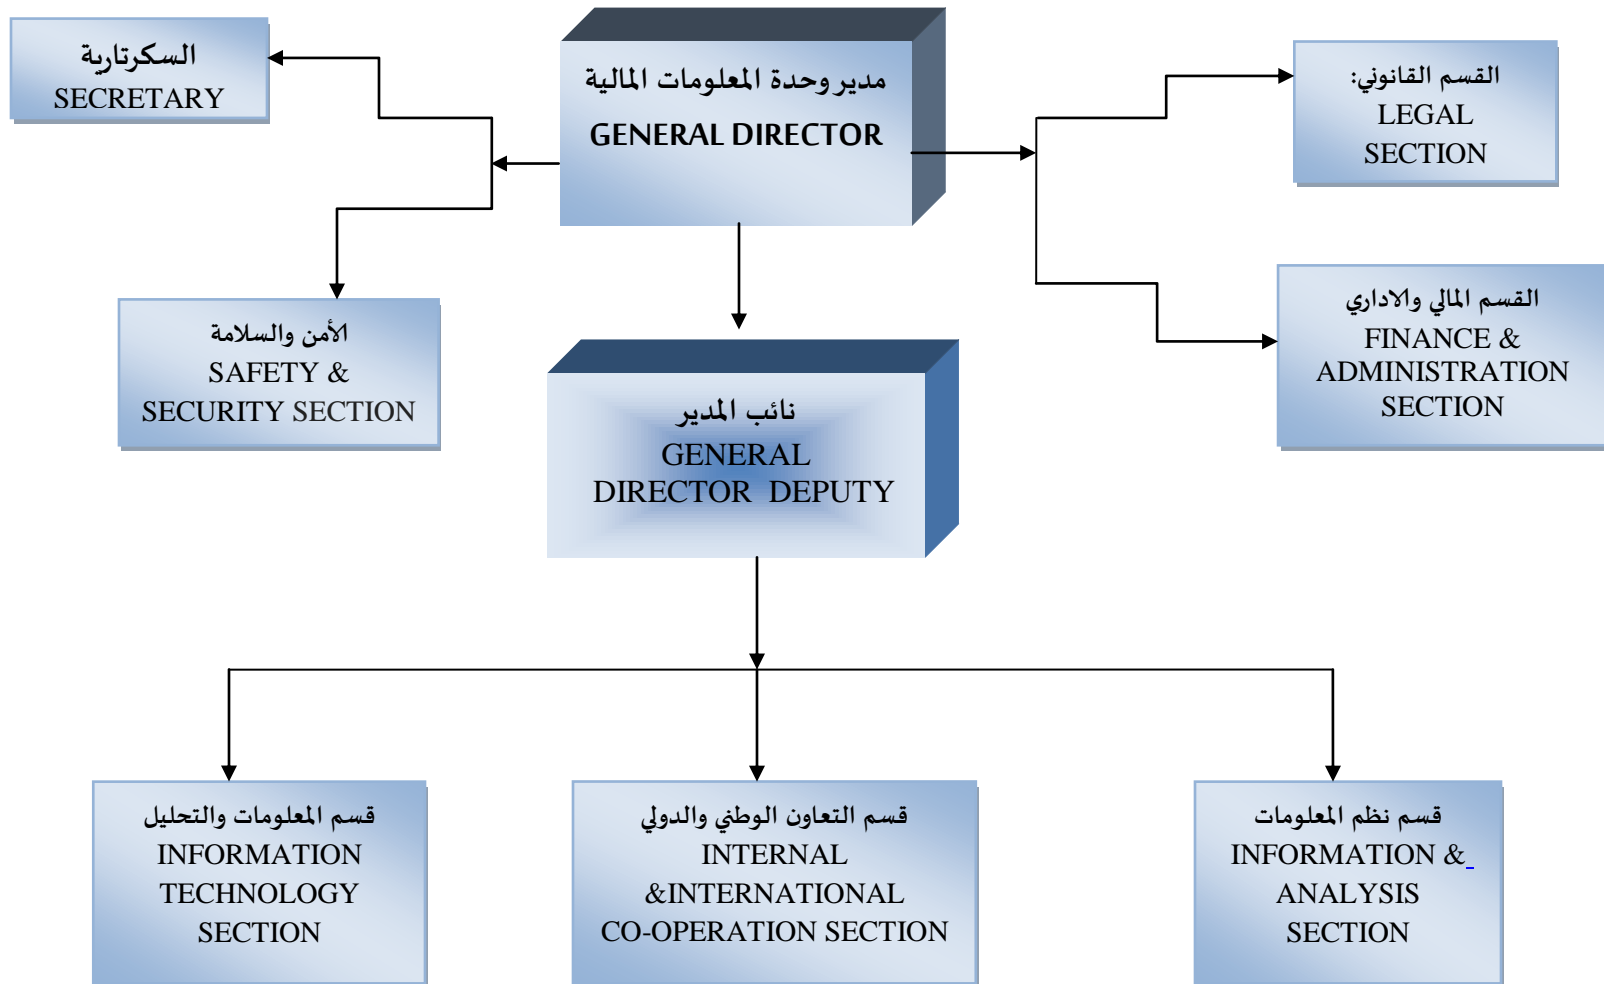 السكرتارية
SECRETARY
مدير وحدة المعلومات المالية
GENERAL DIRECTOR
القسم القانوني:
LEGAL
SECTION
الأمن والسلامة
SAFETY &
SECURITY SECTION
القسم المالي والاداري
FINANCE &
ADMINISTRATION
SECTION
نائب المدير
GENERAL
DIRECTOR DEPUTY
قسم المعلومات والتحليل
INFORMATION
TECHNOLOGY
SECTION
قسم التعاون الوطني والدولي
INTERNAL
&INTERNATIONAL
CO-OPERATION SECTION
قسم نظم المعلومات
INFORMATION &
ANALYSIS
SECTION